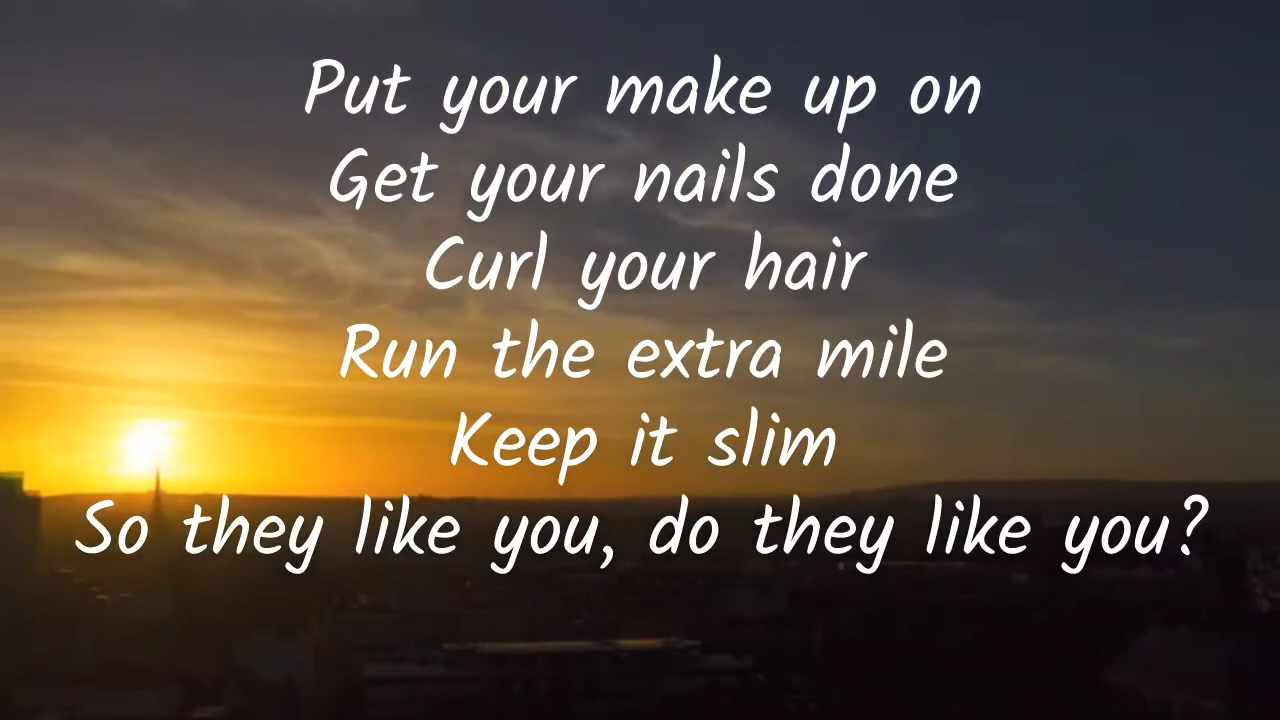 Put your make up on
Get your nails done
Curl your hair
Run the extra mile
Keep it slim
So they like you, do they like you?